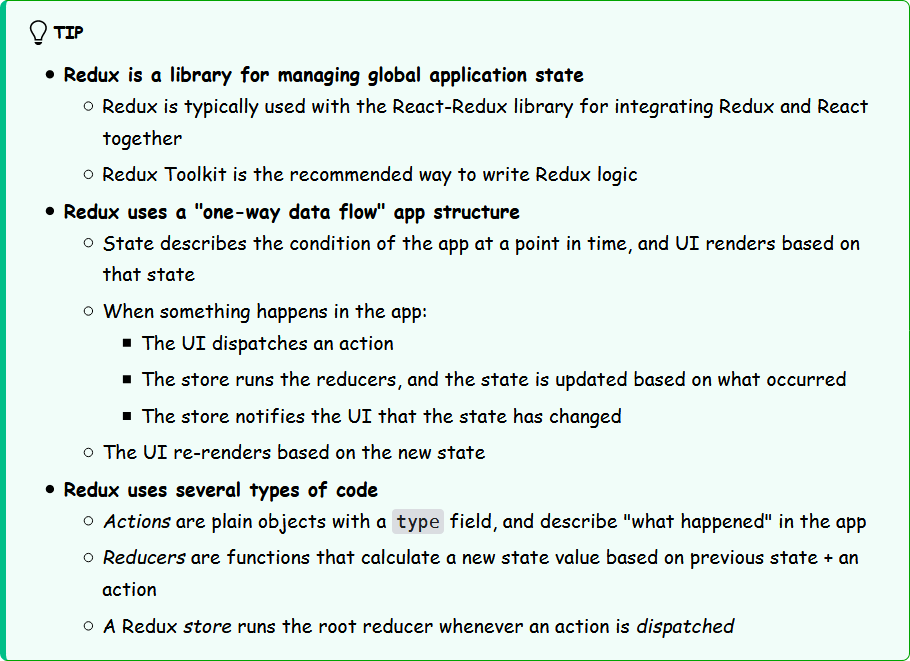 TIP
Redux is a library for managing global application state
Redux is typically used with the React-Redux library for integrating Redux and React
together
Redux Toolkit is the recommended way to write Redux logic
Redux uses a "one-way data flow" app structure
State describes the condition of the app at a point in time, and UI renders based on
that state
When something happens in the app:
The UI dispatches an action
The store runs the reducers, and the state is updated based on what occurred
The store notifies the UI that the state has changed
The UI re-renders based on the new state
Redux uses several types of code
Actions are plain objects with a type field, and describe "what happened" in the app
Reducers are functions that calculate a new state value based on previous state + an
action
A Redux store runs the root reducer whenever an action is dispatched